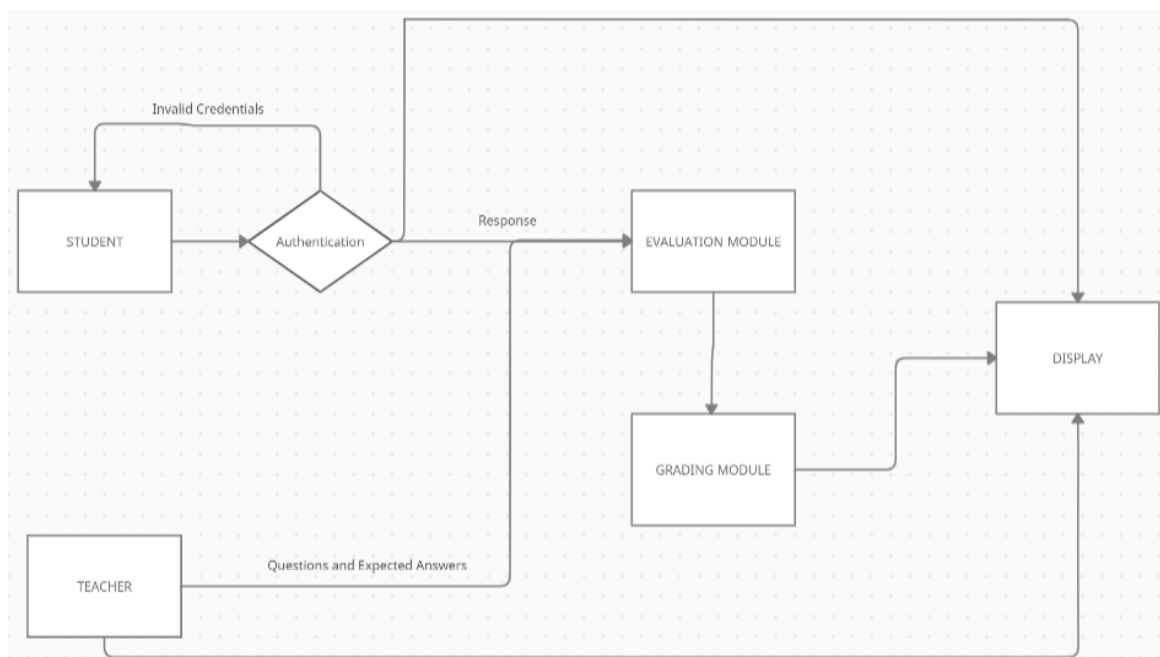 Invalid Credentials
STUDENT
Authentication
Response
EVALUATION MODULE
DISPLAY
GRADING MODULE
Questions and Expected Answers
TEACHER